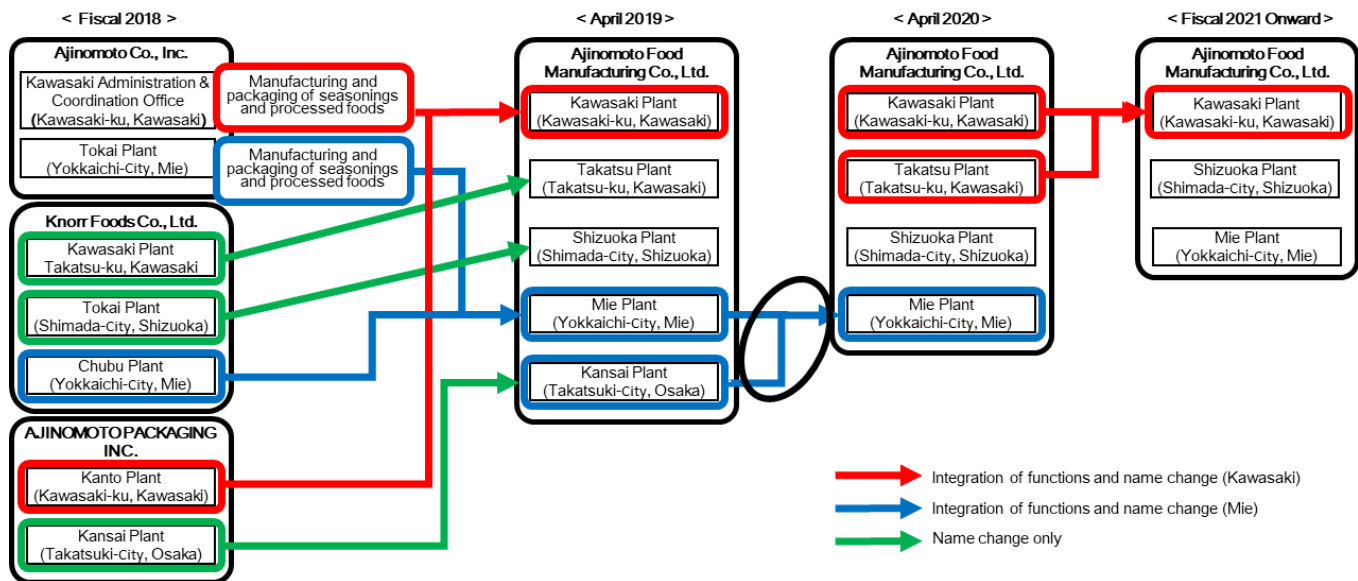 < Fiscal 2018 >
Ajinomoto Co., Inc.
Kawasaki Administration &
Coordination Office
(Kawasaki-ku, Kawasaki)
Tokai Plant
(Yokkaichi-City, Mie)
Manufacturing and
packaging of seasonings
and processed foods
Manufacturing and
packaging of seasonings
and processed foods
Knorr Foods Co., Ltd.
Kawasaki Plant
Takatsu-ku, Kawasaki
Tokai Plant
(Shimada-City, Shizuoka)
Chubu Plant
(Yokkaichi-City, Mie)
AJINOMOTO PACKAGING
INC.
Kanto Plant
(Kawasaki-ku, Kawasaki)
Kansai Plant
(Takatsuki-City, Osaka)
< April 2019 >
Ajinomoto Food
Manufacturing Co., Ltd.
Kawasaki Plant
(Kawasaki-ku, Kawasaki)
Takatsu Plant
(Takatsu-ku, Kawasaki)
Shizuoka Plant
(Shimada-City, Shizuoka)
Mie Plant
(Yokkaichi-City, Mie)
Kansai Plant
(Takatsuki-City, Osaka)
< April 2020 >
Ajinomoto Food
Manufacturing Co., Ltd.
Kawasaki Plant
(Kawasaki-ku, Kawasaki)
Takatsu Plant
(Takatsu-ku, Kawasaki)
Shizuoka Plant
(Shimada-City, Shizuoka)
Mie Plant
(Yokkaichi-City, Mie)
< Fiscal 2021 Onward >
Ajinomoto Food
Manufacturing Co., Ltd.
Kawasaki Plant
(Kawasaki-ku, Kawasaki)
Shizuoka Plant
(Shimada-City, Shizuoka)
Mie Plant
(Yokkaichi-City, Mie)
Integration of functions and name change (Kawasaki)
Integration of functions and name change (Mie)
Name change only